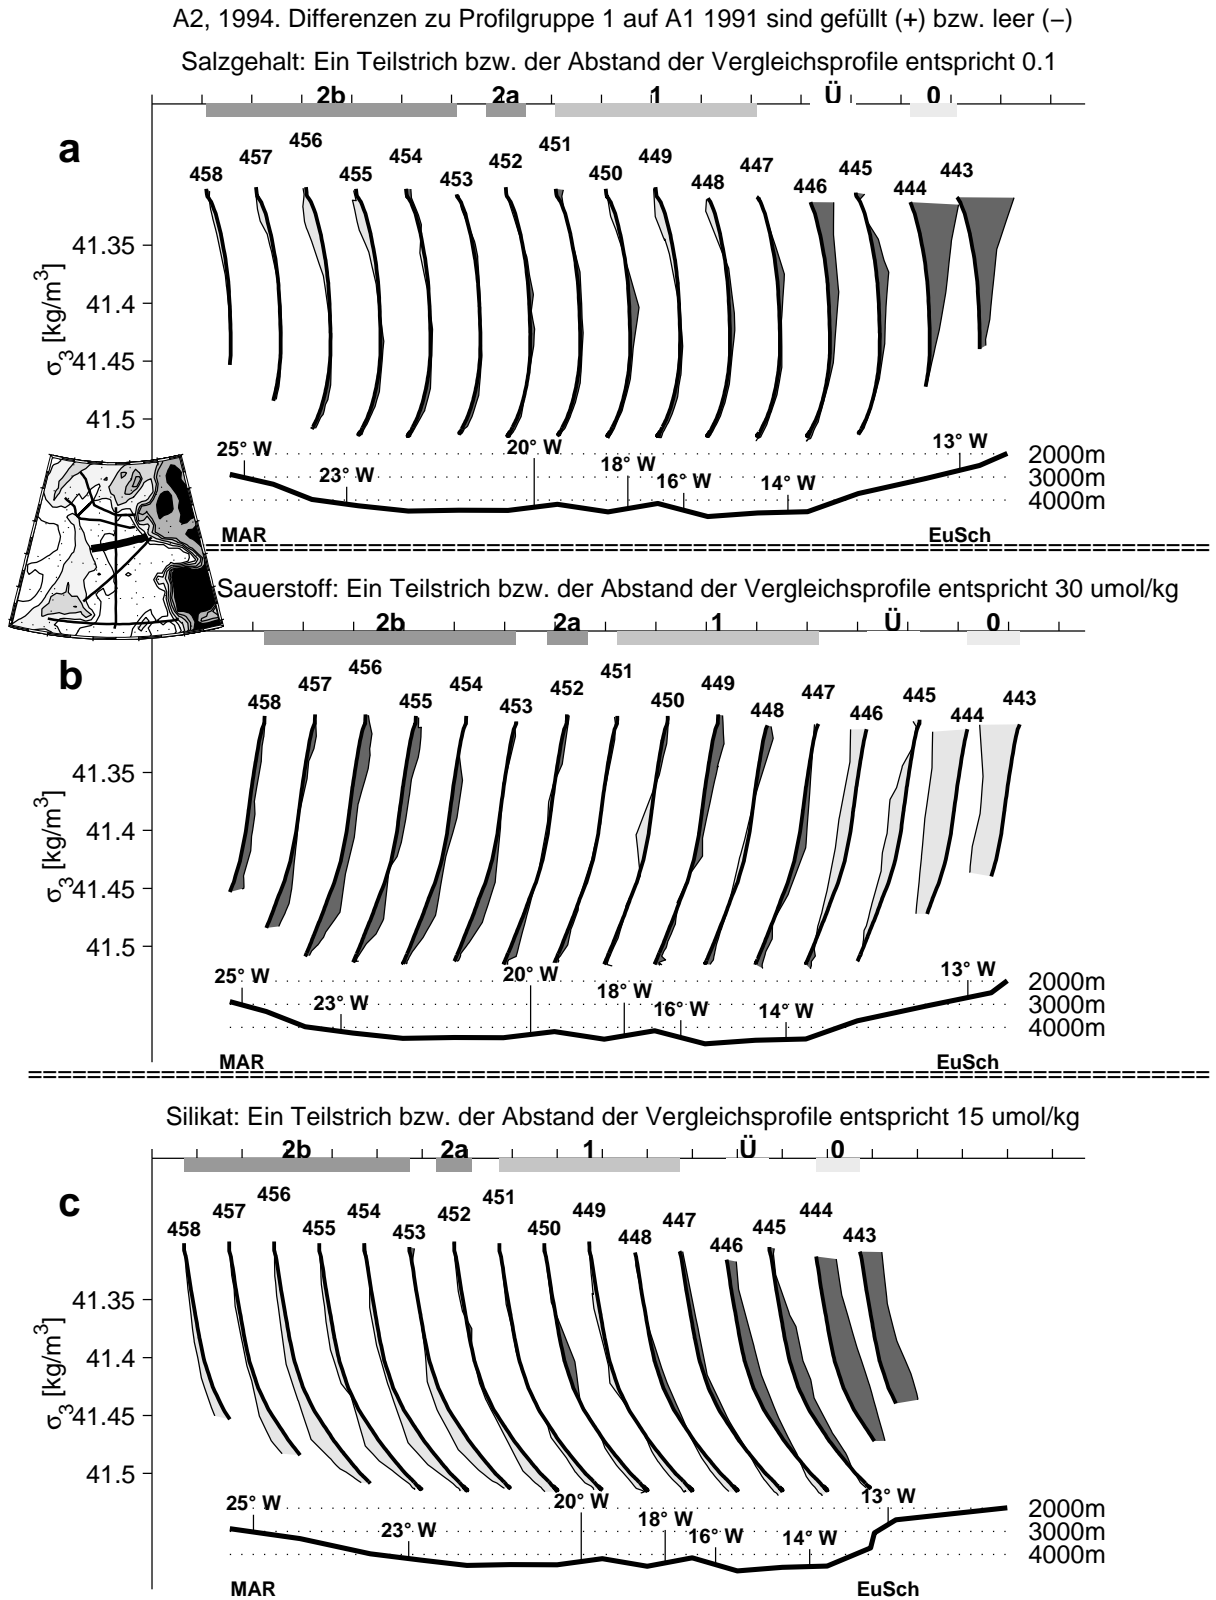 A2, 1994. Differenzen zu Profilgruppe 1 auf A1 1991 sind gefüllt (+) bzw. leer (−)
Salzgehalt: Ein Teilstrich bzw. der Abstand der Vergleichsprofile entspricht 0.1
2b 2a 1 Ü 0
a
458 457 456 455 454 453 452 451 450 449 448 447 446 445 444 443
41.35
41.4
41.45
41.5
σ3 [kg/m3]
25° W 23° W 20° W 18° W 16° W 14° W 13° W
2000m
3000m
4000m
MAR EuSch
==========================================================================
Sauerstoff: Ein Teilstrich bzw. der Abstand der Vergleichsprofile entspricht 30 umol/kg
2b 2a 1 Ü 0
b
458 457 456 455 454 453 452 451 450 449 448 447 446 445 444 443
41.35
41.4
41.45
41.5
σ3 [kg/m3]
25° W 23° W 20° W 18° W 16° W 14° W 13° W
2000m
3000m
4000m
MAR EuSch
==========================================================================
Silikat: Ein Teilstrich bzw. der Abstand der Vergleichsprofile entspricht 15 umol/kg
2b 2a 1 Ü 0
c
458 457 456 455 454 453 452 451 450 449 448 447 446 445 444 443
41.35
41.4
41.45
41.5
σ3 [kg/m3]
25° W 23° W 20° W 18° W 16° W 14° W 13° W
2000m
3000m
4000m
MAR EuSch